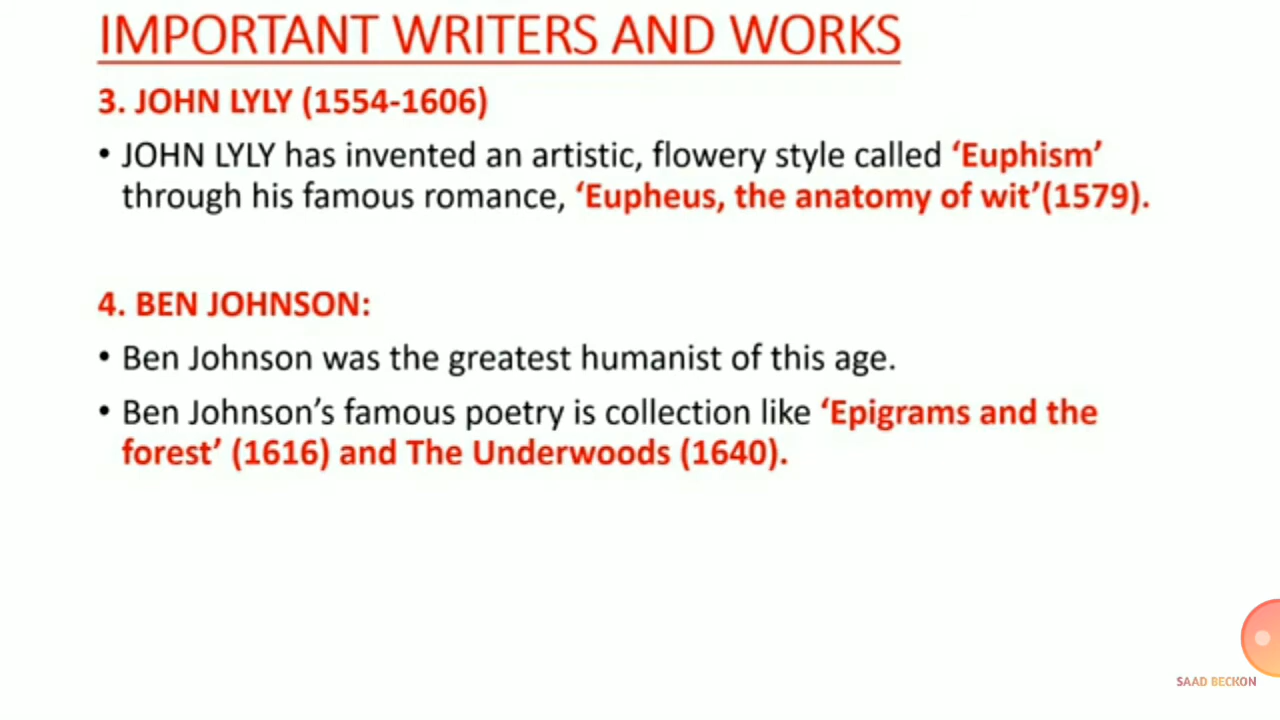 IMPORTANT WRITERS AND WORKS
3. JOHN LYLY (1554-1606)
• JOHN LYLY has invented an artistic, flowery style called ‘Euphism’
through his famous romance, ‘Eupheus, the anatomy of wit’(1579).
4. BEN JOHNSON:
• Ben Johnson was the greatest humanist of this age.
• Ben Johnson’s famous poetry is collection like ‘Epigrams and the
forest’ (1616) and The Underwoods (1640).
SAAD BECKON